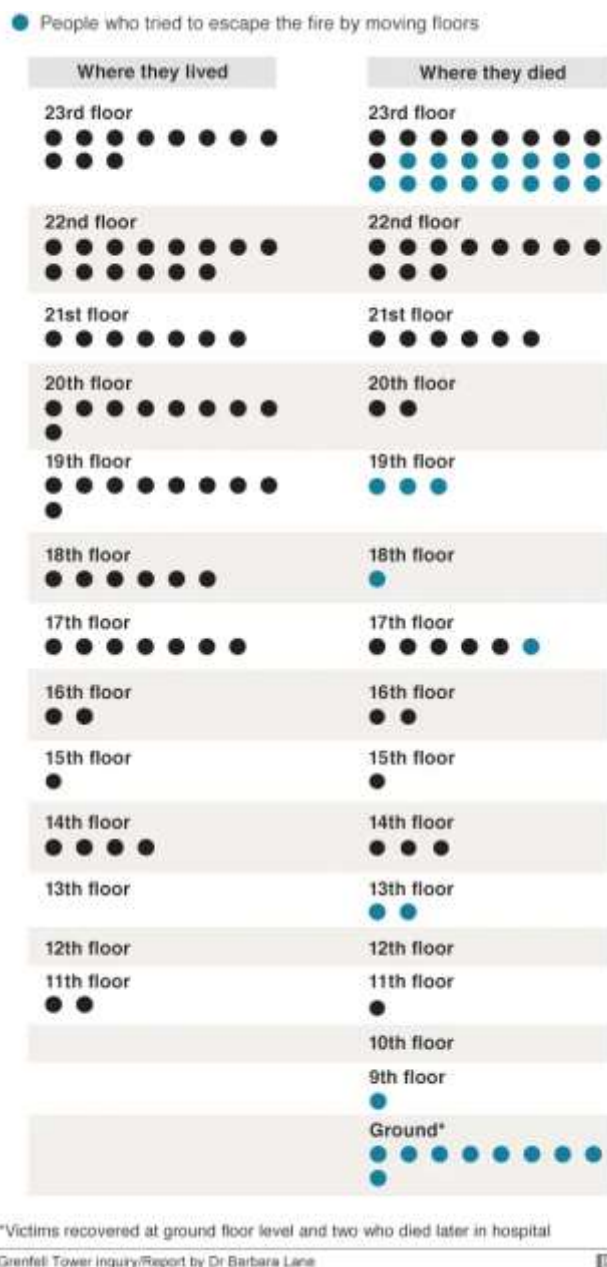 People who tried to escape the fire by moving floors
Where they lived
Where they died
23rd floor
23rd floor
22nd floor
22nd floor
21st floor
21st floor
20th floor
20th floor
19th floor
19th floor
18th floor
18th floor
17th floor
17th floor
16th floor
16th floor
15th floor
15th floor
14th floor
14th floor
13th floor
13th floor
12th floor
12th floor
11th floor
11th floor
10th floor
9th floor
Ground*
*Victims recovered at ground floor level and two who died later in hospital
Grenfell Tower inquiry/Report by Dr Barbara Lane